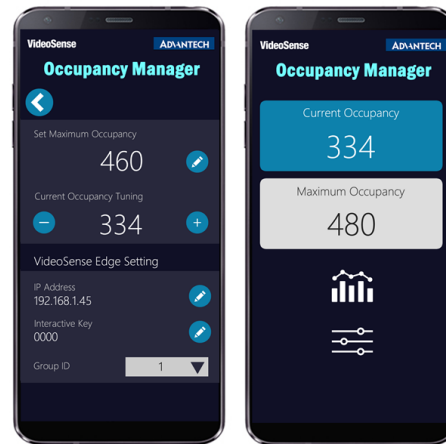 VideoSense
ADVANTECH
Occupancy Manager
Set Maximum Occupancy
460
Current Occupancy Tuning
334
VideoSense Edge Setting
IP Address
192.168.1.45
Interactive Key
0000
Group ID
1
VideoSense
ADVANTECH
Occupancy Manager
Current Occupancy
334
Maximum Occupancy
480